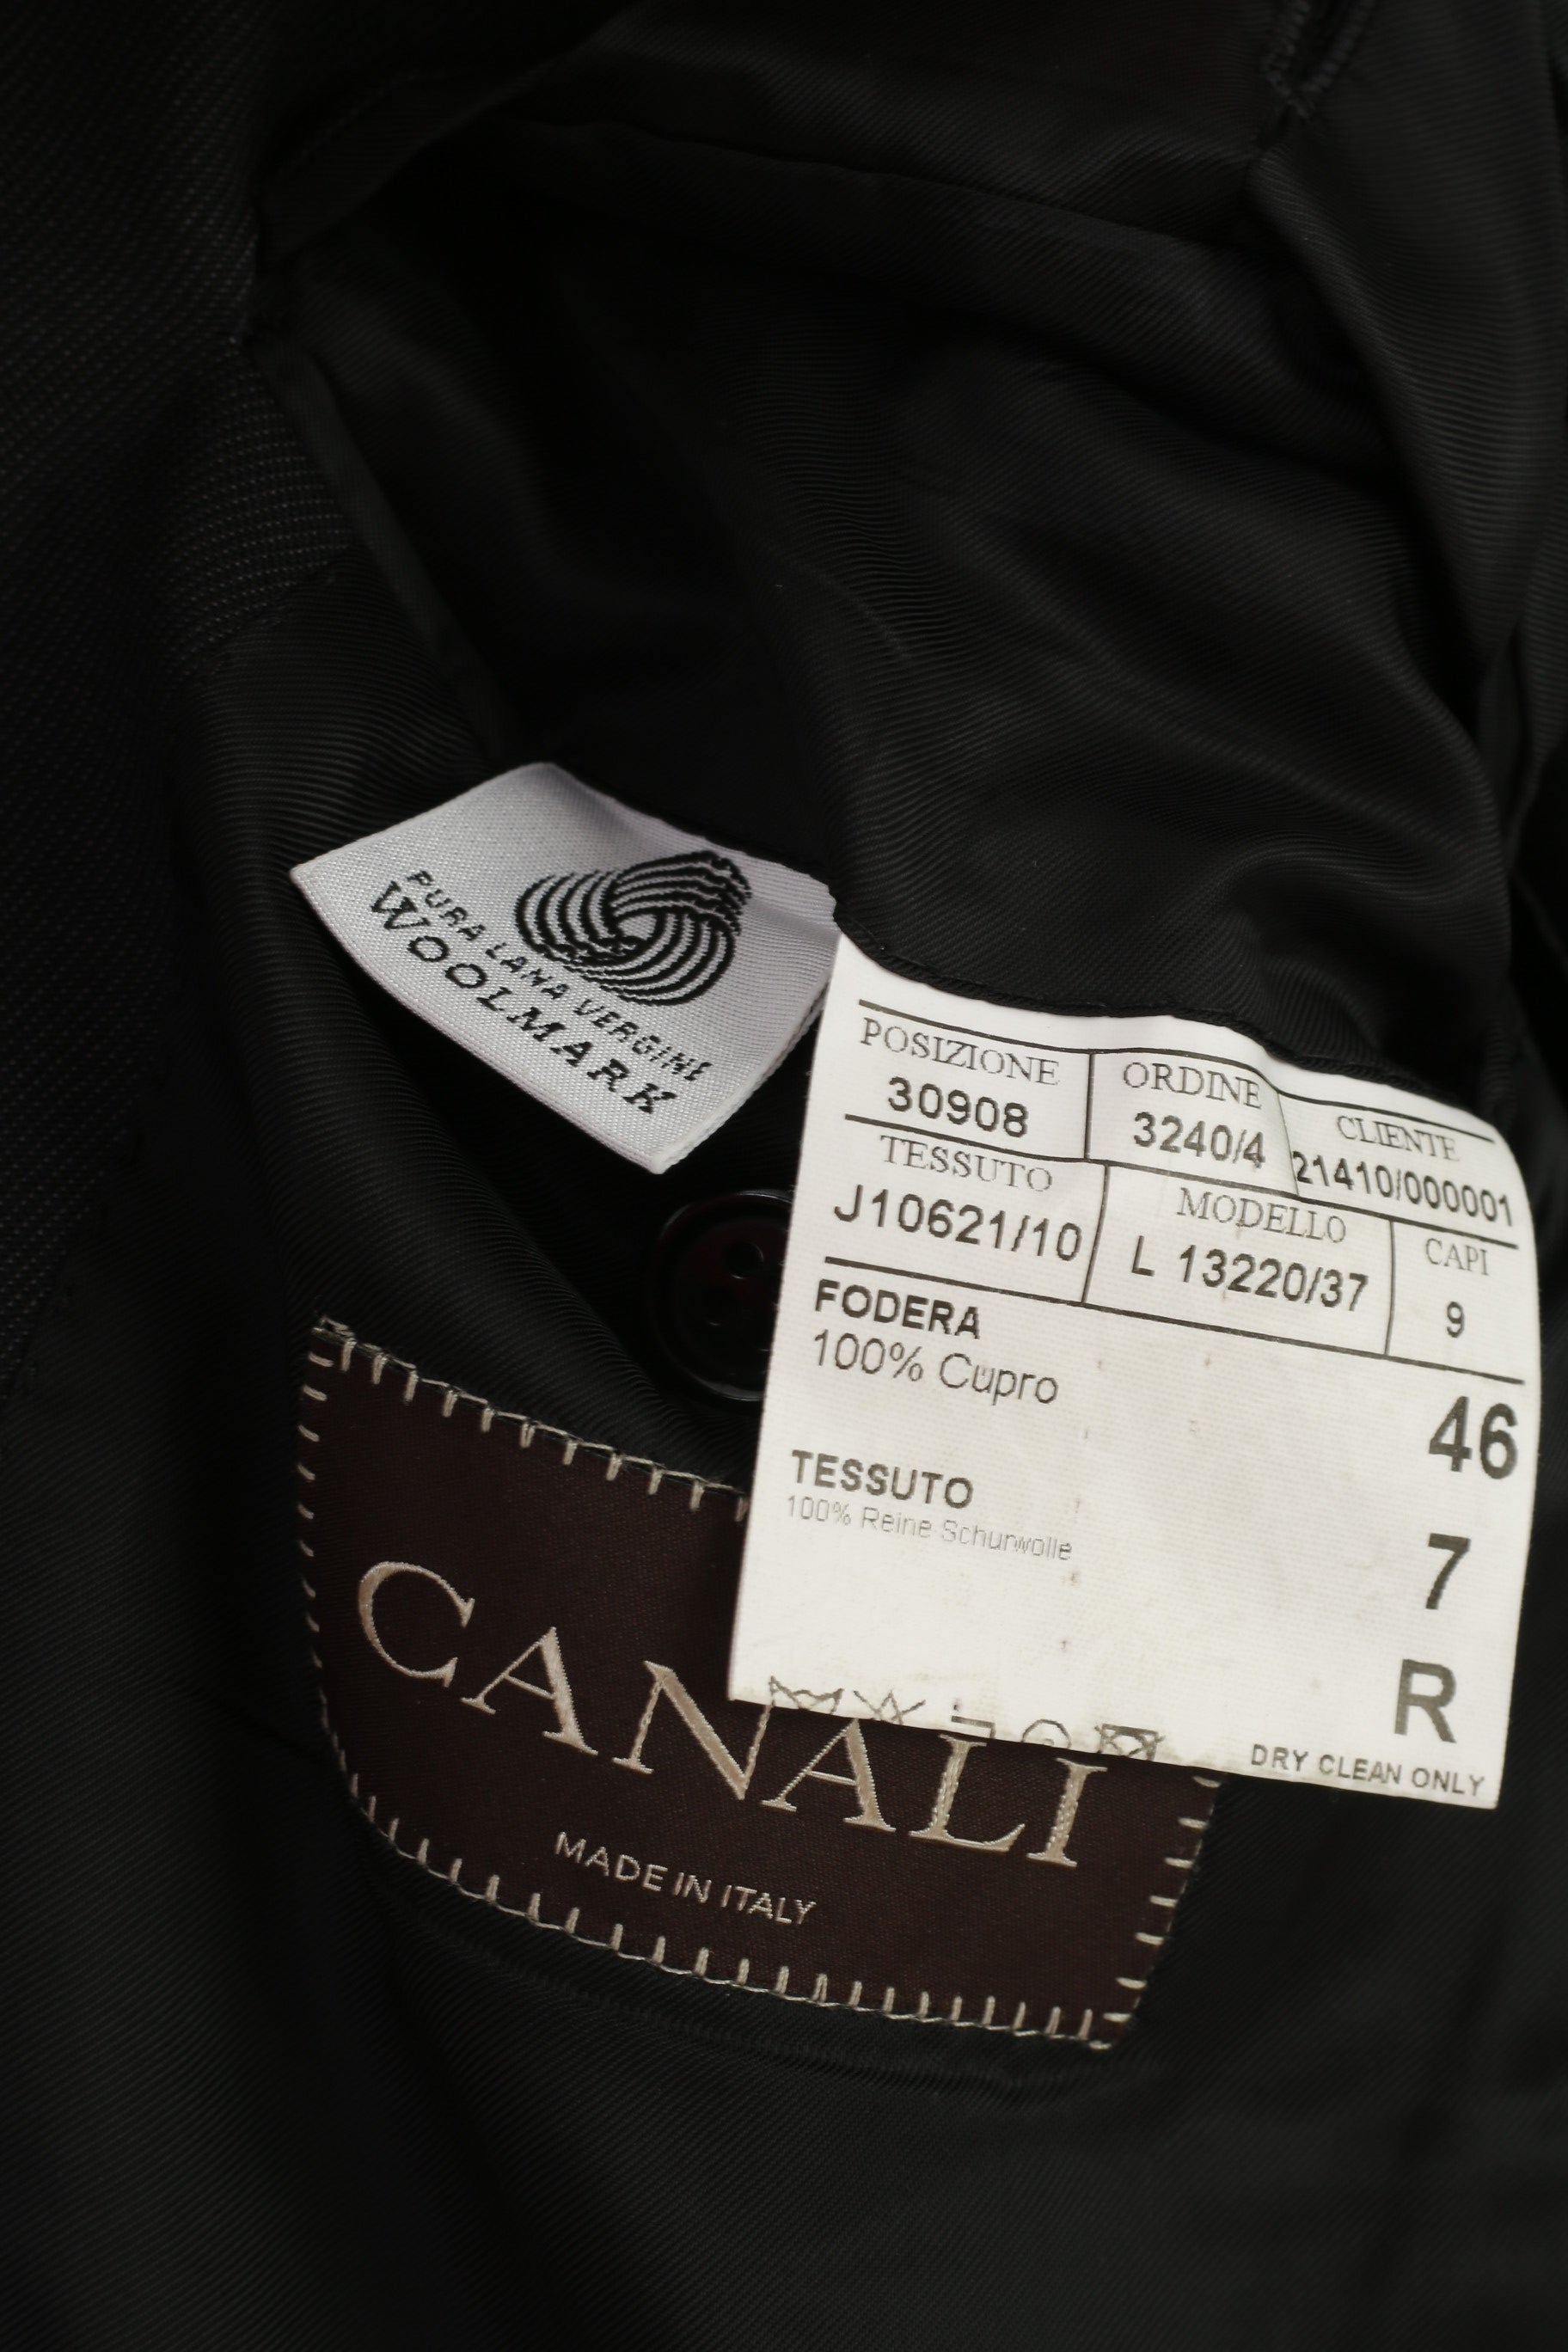 PURA LANA VERGINE
WOOLMARK
POSIZIONE ORDINE CLIENTE
30908 3240/4 21410/000001
TESSUTO MODELLO CAPI
J10621/10 L 13220/37 9
FODERA
100% Cupro
46
TESSUTO
100% Reine Schurwolle
7
R
DRY CLEAN ONLY
CANALI
MADE IN ITALY